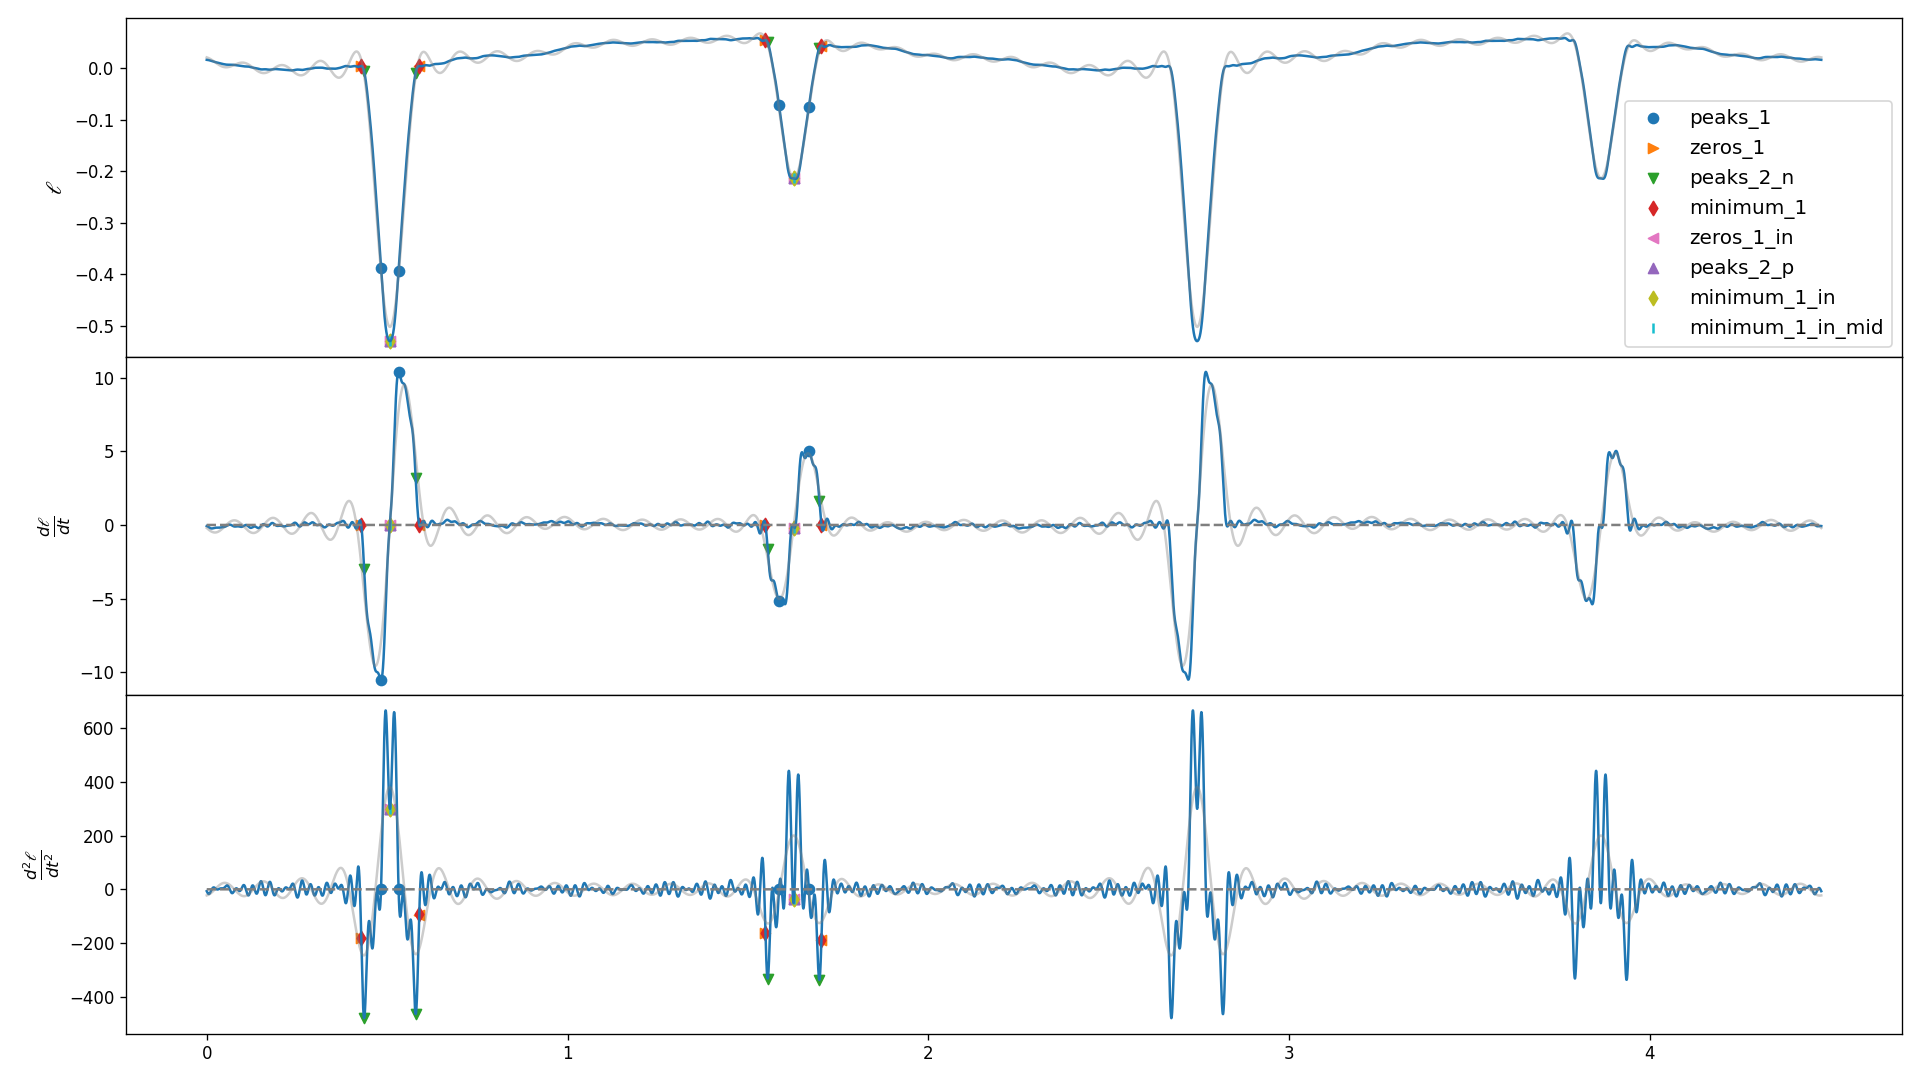 0.0
−0.1
−0.2
−0.3
−0.4
−0.5
ℓ
peaks_1
zeros_1
peaks_2_n
minimum_1
zeros_1_in
peaks_2_p
minimum_1_in
minimum_1_in_mid
10
5
0
−5
−10
dℓ
dt
600
400
200
0
−200
−400
d²ℓ
dt²
0 1 2 3 4